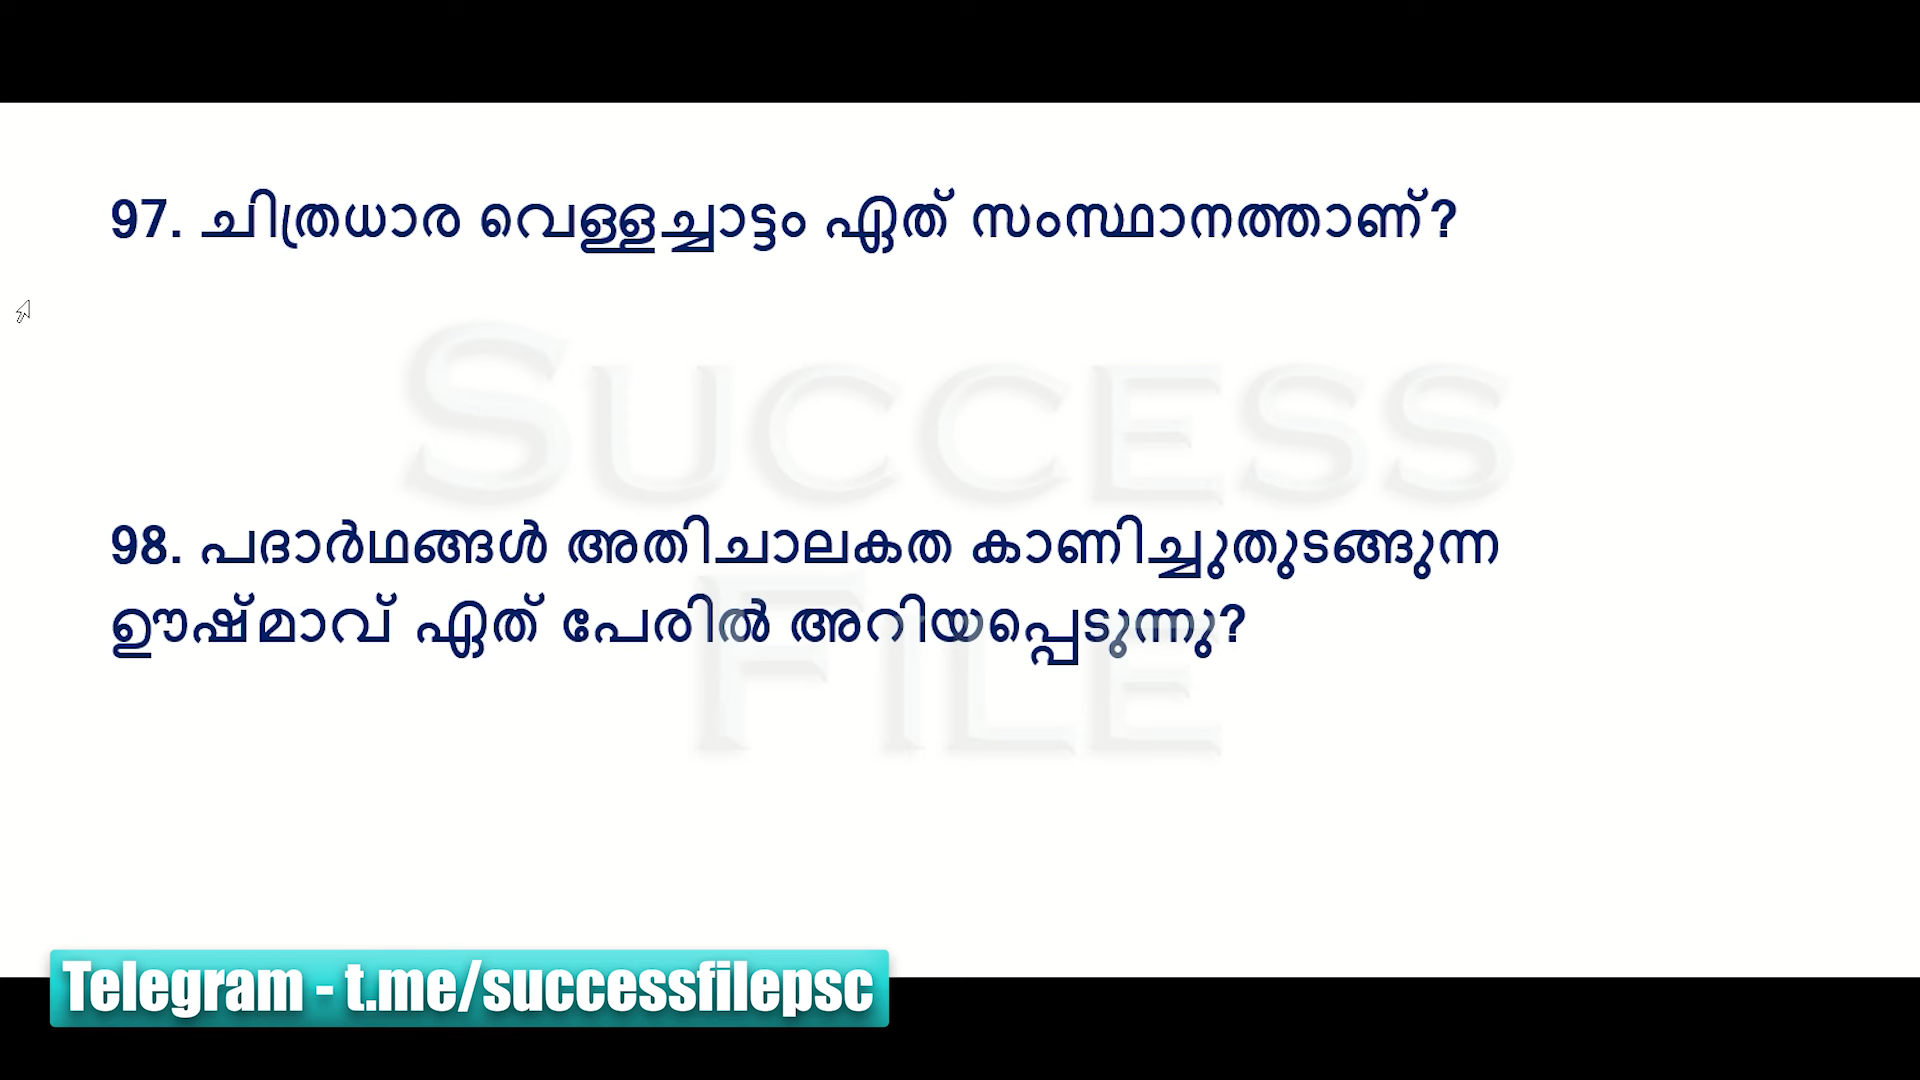 97. ചിത്രധാര വെള്ളച്ചാട്ടം ഏത് സംസ്ഥാനത്താണ്?
SUCCESS
98. പദാർഥങ്ങൾ അതിചാലകത കാണിച്ചുതുടങ്ങുന്ന
ഊഷ്മാവ് ഏത് പേരിൽ അറിയപ്പെടുന്നു?
FILE
Telegram - t.me/successfilepsc